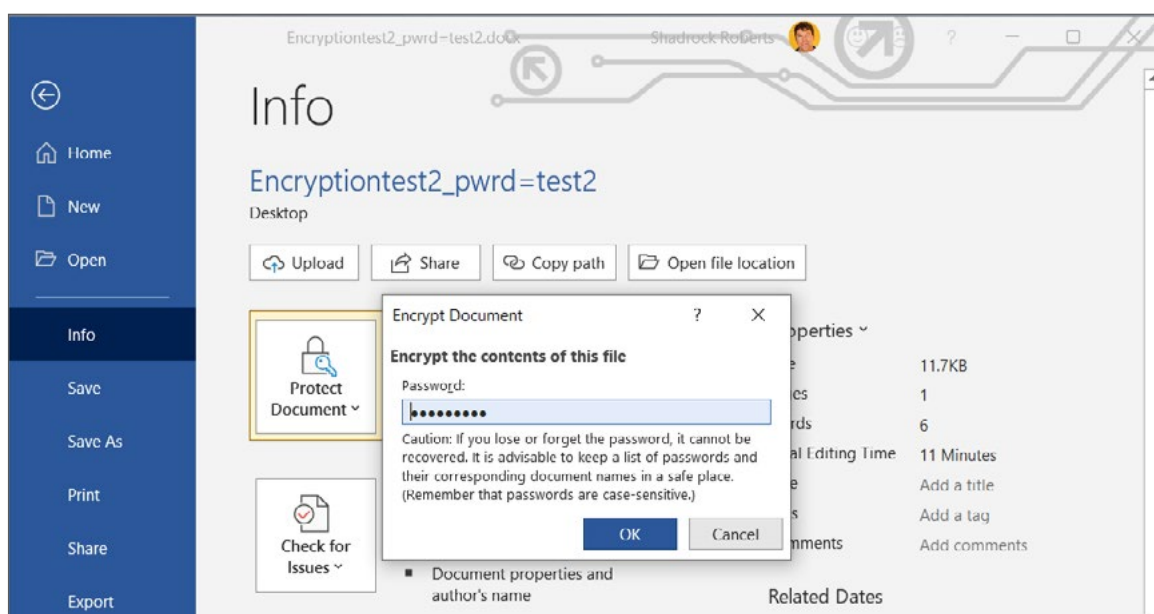 Encryptiontest2_pwrd=test2.docx
Shadrock Roberts
?
Info
Home
New
Open
Info
Save
Save As
Print
Share
Export
Encryptiontest2_pwrd=test2
Desktop
Upload
Share
Copy path
Open file location
Protect
Document
Check for
Issues
Encrypt Document
?
Encrypt the contents of this file
Password:
Caution: If you lose or forget the password, it cannot be
recovered. It is advisable to keep a list of passwords and
their corresponding document names in a safe place.
(Remember that passwords are case-sensitive.)
OK
Cancel
Document properties and
author's name
11.7KB
1
6
Editing Time 11 Minutes
Add a title
Add a tag
Add comments
Related Dates